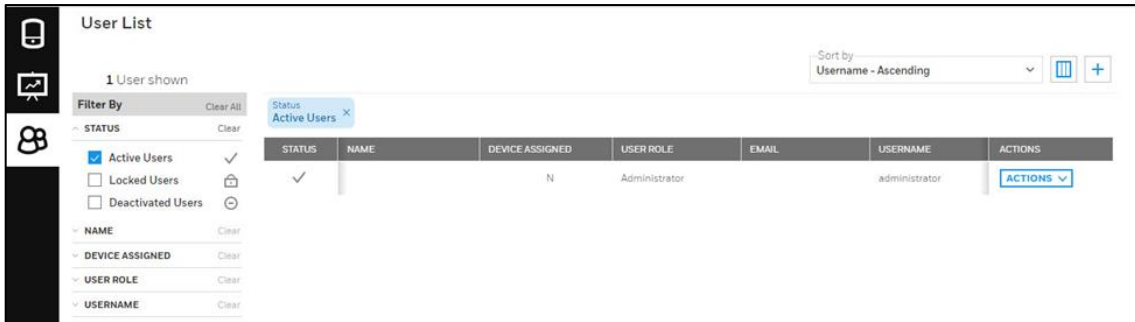 User List
Sort by
Username - Ascending
1 User shown
Filter By Clear All
Status
Active Users
STATUS Clear
Active Users
Locked Users
Deactivated Users
NAME Clear
DEVICE ASSIGNED Clear
USER ROLE Clear
USERNAME Clear
STATUS NAME DEVICE ASSIGNED USER ROLE EMAIL USERNAME ACTIONS
N Administrator administrator ACTIONS